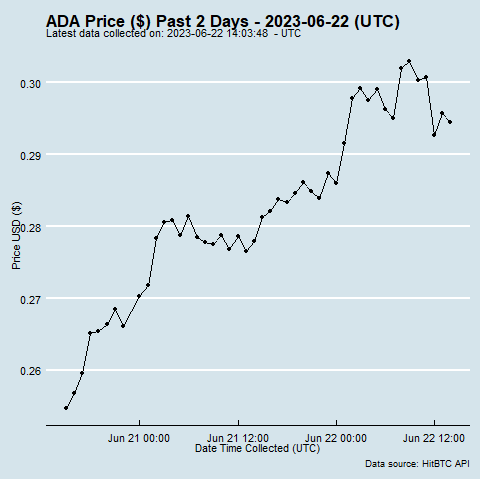 ADA Price ($) Past 2 Days - 2023-06-22 (UTC)
Latest data collected on: 2023-06-22 14:03:48 - UTC
0.30
0.29
0.28
0.27
0.26
Price USD ($)
Jun 21 00:00
Jun 21 12:00
Jun 22 00:00
Jun 22 12:00
Date Time Collected (UTC)
Data source: HitBTC API